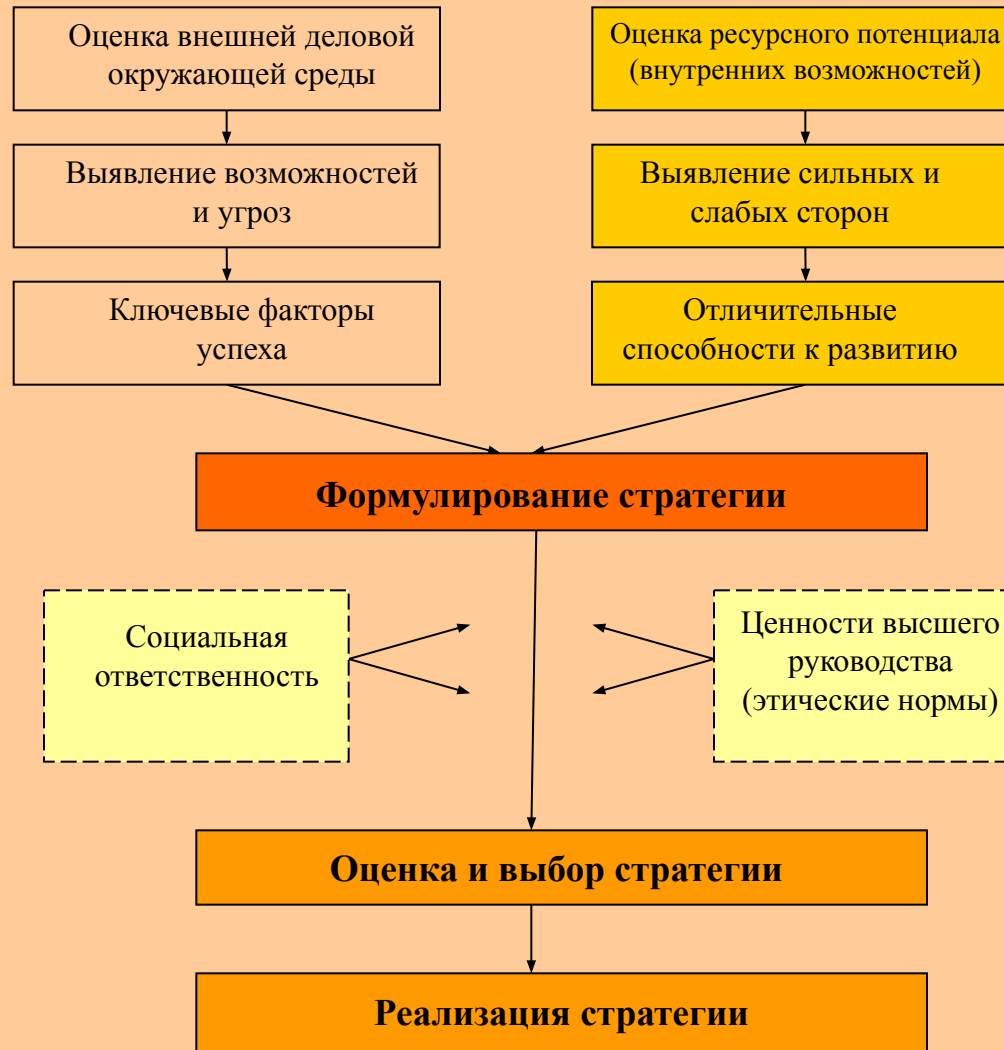 Оценка внешней деловой
окружающей среды
Оценка ресурсного потенциала
(внутренних возможностей)
Выявление возможностей
и угроз
Выявление сильных и
слабых сторон
Ключевые факторы
успеха
Отличительные
способности к развитию
Формулирование стратегии
Социальная
ответственность
Ценности высшего
руководства
(этические нормы)
Оценка и выбор стратегии
Реализация стратегии